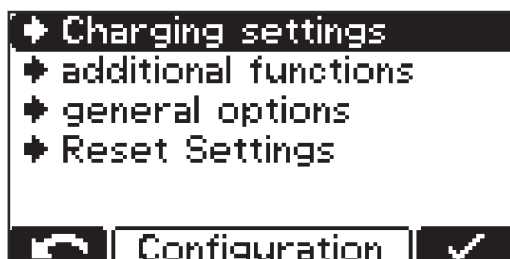 Charging settings
additional functions
general options
Reset Settings
Configuration